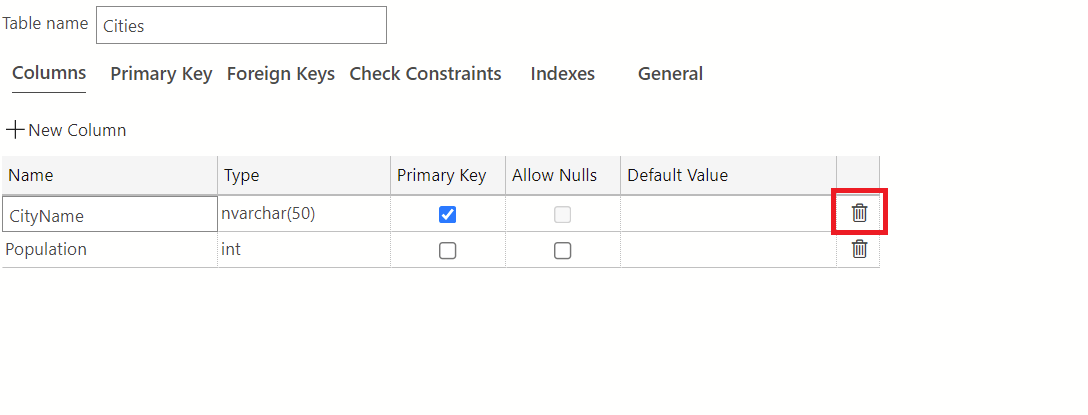 Table name Cities
Columns Primary Key Foreign Keys Check Constraints Indexes General
New Column
Name Type Primary Key Allow Nulls Default Value
CityName nvarchar(50)
Population int